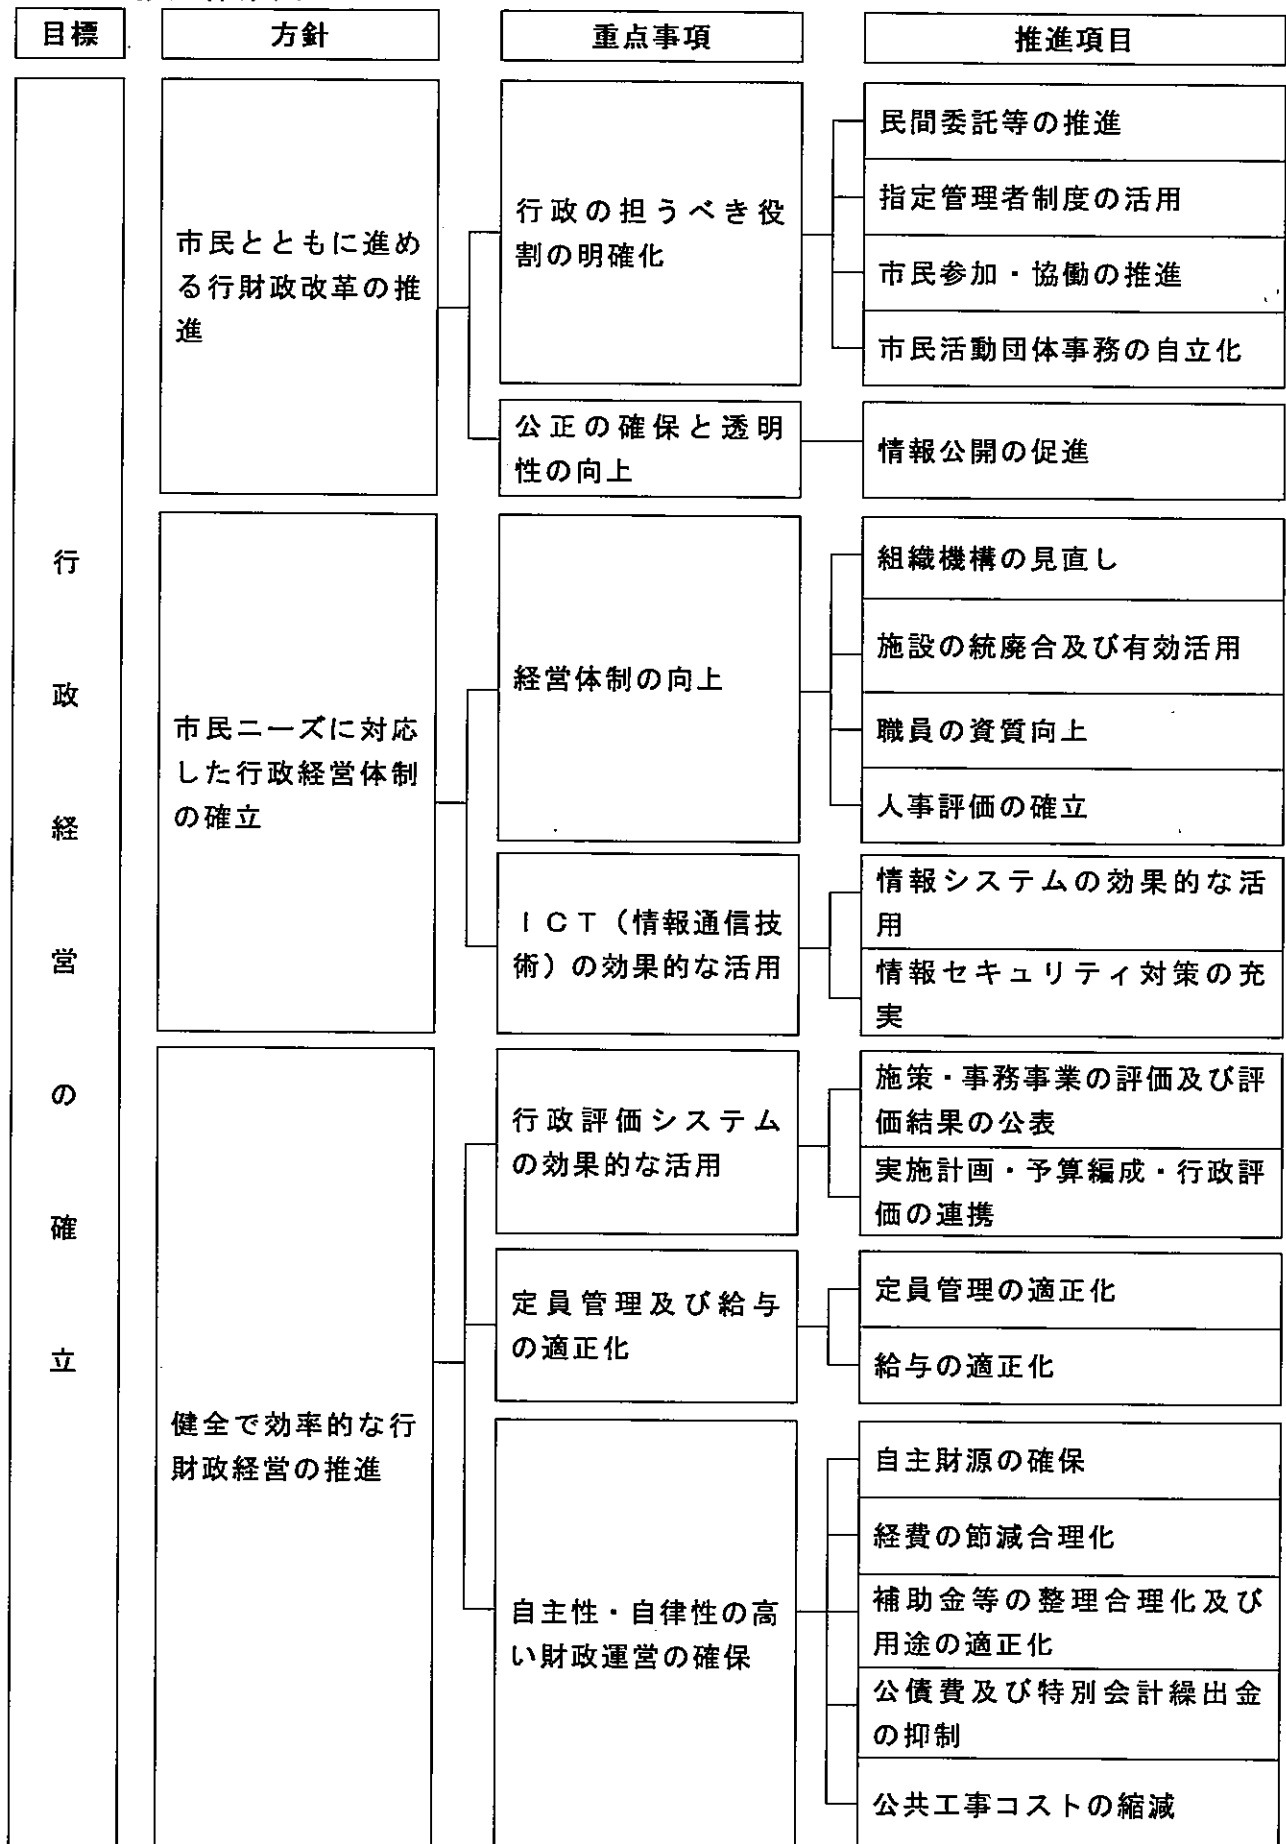 目標
方針
重点事項
推進項目
行政経営の確立
市民とともに進め
る行財政改革の推
進
行政の担うべき役
割の明確化
民間委託等の推進
指定管理者制度の活用
市民参加・協働の推進
市民活動団体事務の自立化
公正の確保と透明
性の向上
情報公開の促進
市民ニーズに対応
した行政経営体制
の確立
経営体制の向上
組織機構の見直し
施設の統廃合及び有効活用
職員の資質向上
人事評価の確立
ICT(情報通信技
術)の効果的な活用
情報システムの効果的な活
用
情報セキュリティ対策の充
実
健全で効率的な行
財政経営の推進
行政評価システム
の効果的な活用
施策・事務事業の評価及び評
価結果の公表
実施計画・予算編成・行政評
価の連携
定員管理及び給与
の適正化
定員管理の適正化
給与の適正化
自主性・自律性の高
い財政運営の確保
自主財源の確保
経費の節減合理化
補助金等の整理合理化及び
用途の適正化
公債費及び特別会計繰出金
の抑制
公共工事コストの縮減